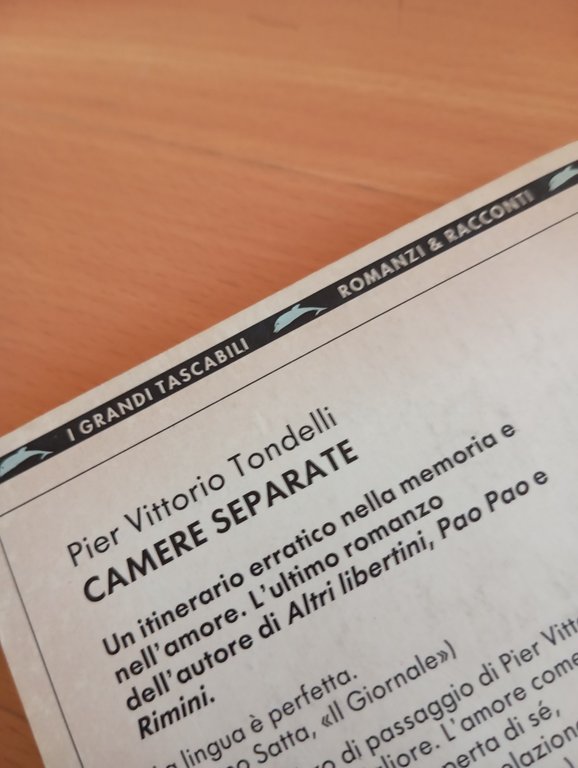 I GRANDI TASCABILI ROMANZI & RACCONTI
Pier Vittorio Tondelli
CAMERE SEPARATE
Un itinerario erratico nella memoria e
nell'amore. L'ultimo romanzo
dell'autore di Altri libertini, Pao Pao e
Rimini.
lingua è perfetta.
Satta, «Il Giornale»)
di passaggio di Pier
L'amore come
di sé,